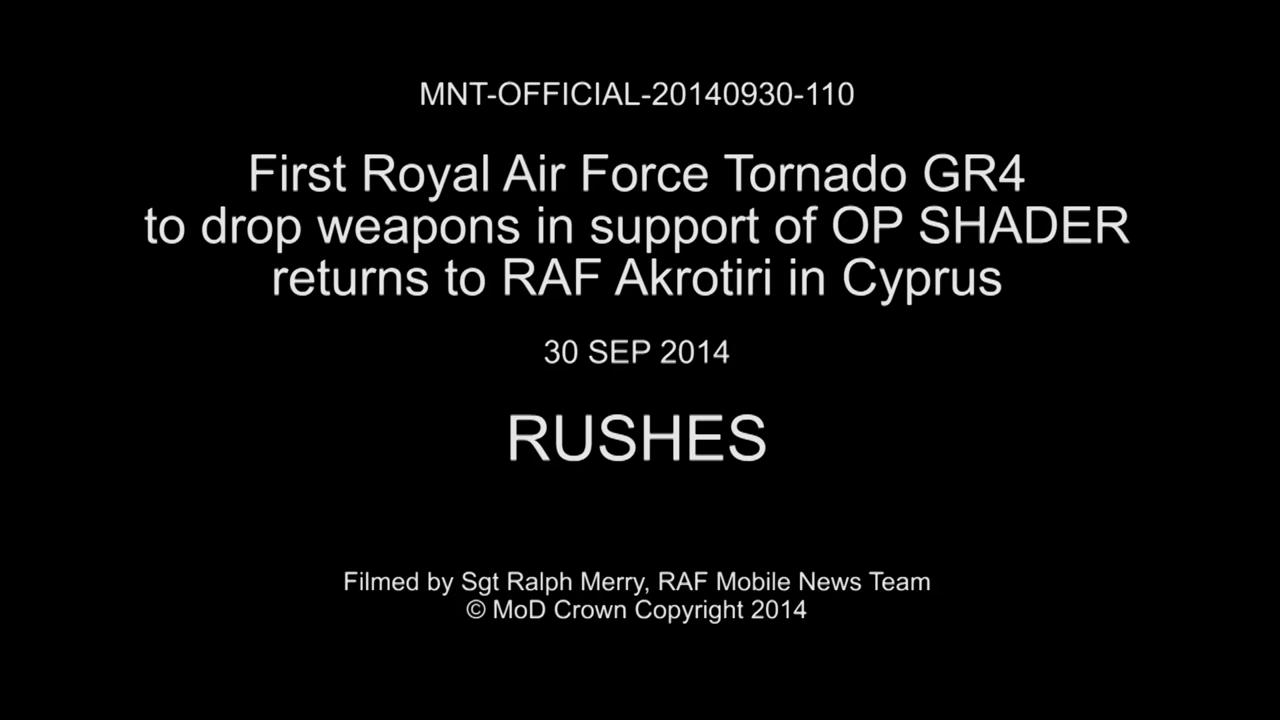 MNT-OFFICIAL-20140930-110
First Royal Air Force Tornado GR4
to drop weapons in support of OP SHADER
returns to RAF Akrotiri in Cyprus
30 SEP 2014
RUSHES
Filmed by Sgt Ralph Merry, RAF Mobile News Team
© MoD Crown Copyright 2014